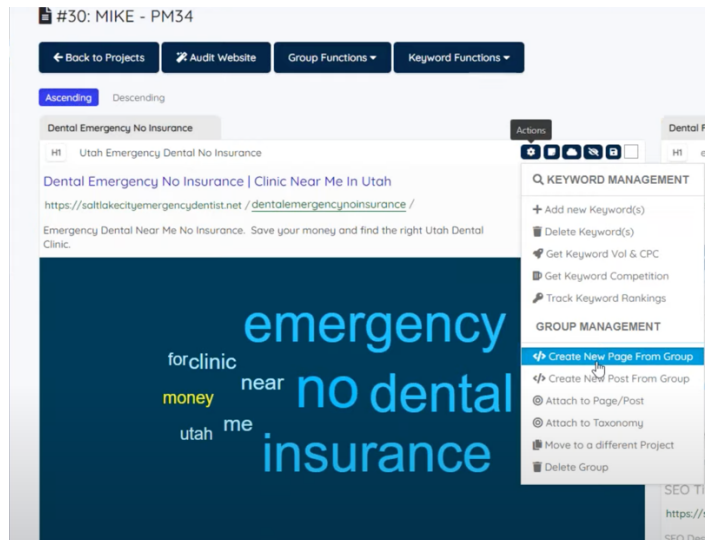 #30: MIKE - PM34
Back to Projects
Audit Website
Group Functions
Keyword Functions
Ascending
Descending
Dental Emergency No Insurance
Actions
Dental F
H1 Utah Emergency Dental No Insurance
H1 e
Dental Emergency No Insurance | Clinic Near Me In Utah
https://saltlakecityemergencydentist.net / dentalemergencynoinsurance /
Emergency Dental Near Me No Insurance. Save your money and find the right Utah Dental
Clinic.
KEYWORD MANAGEMENT
Add new Keyword(s)
Delete Keyword(s)
Get Keyword Vol & CPC
Get Keyword Competition
Track Keyword Rankings
GROUP MANAGEMENT
Create New Page From Group
Create New Post From Group
Attach to Page/Post
Attach to Taxonomy
Move to a different Project
Delete Group
emergency
for clinic
near
no dental
money
me
utah
insurance
SEO Ti
https://s
SEO Des